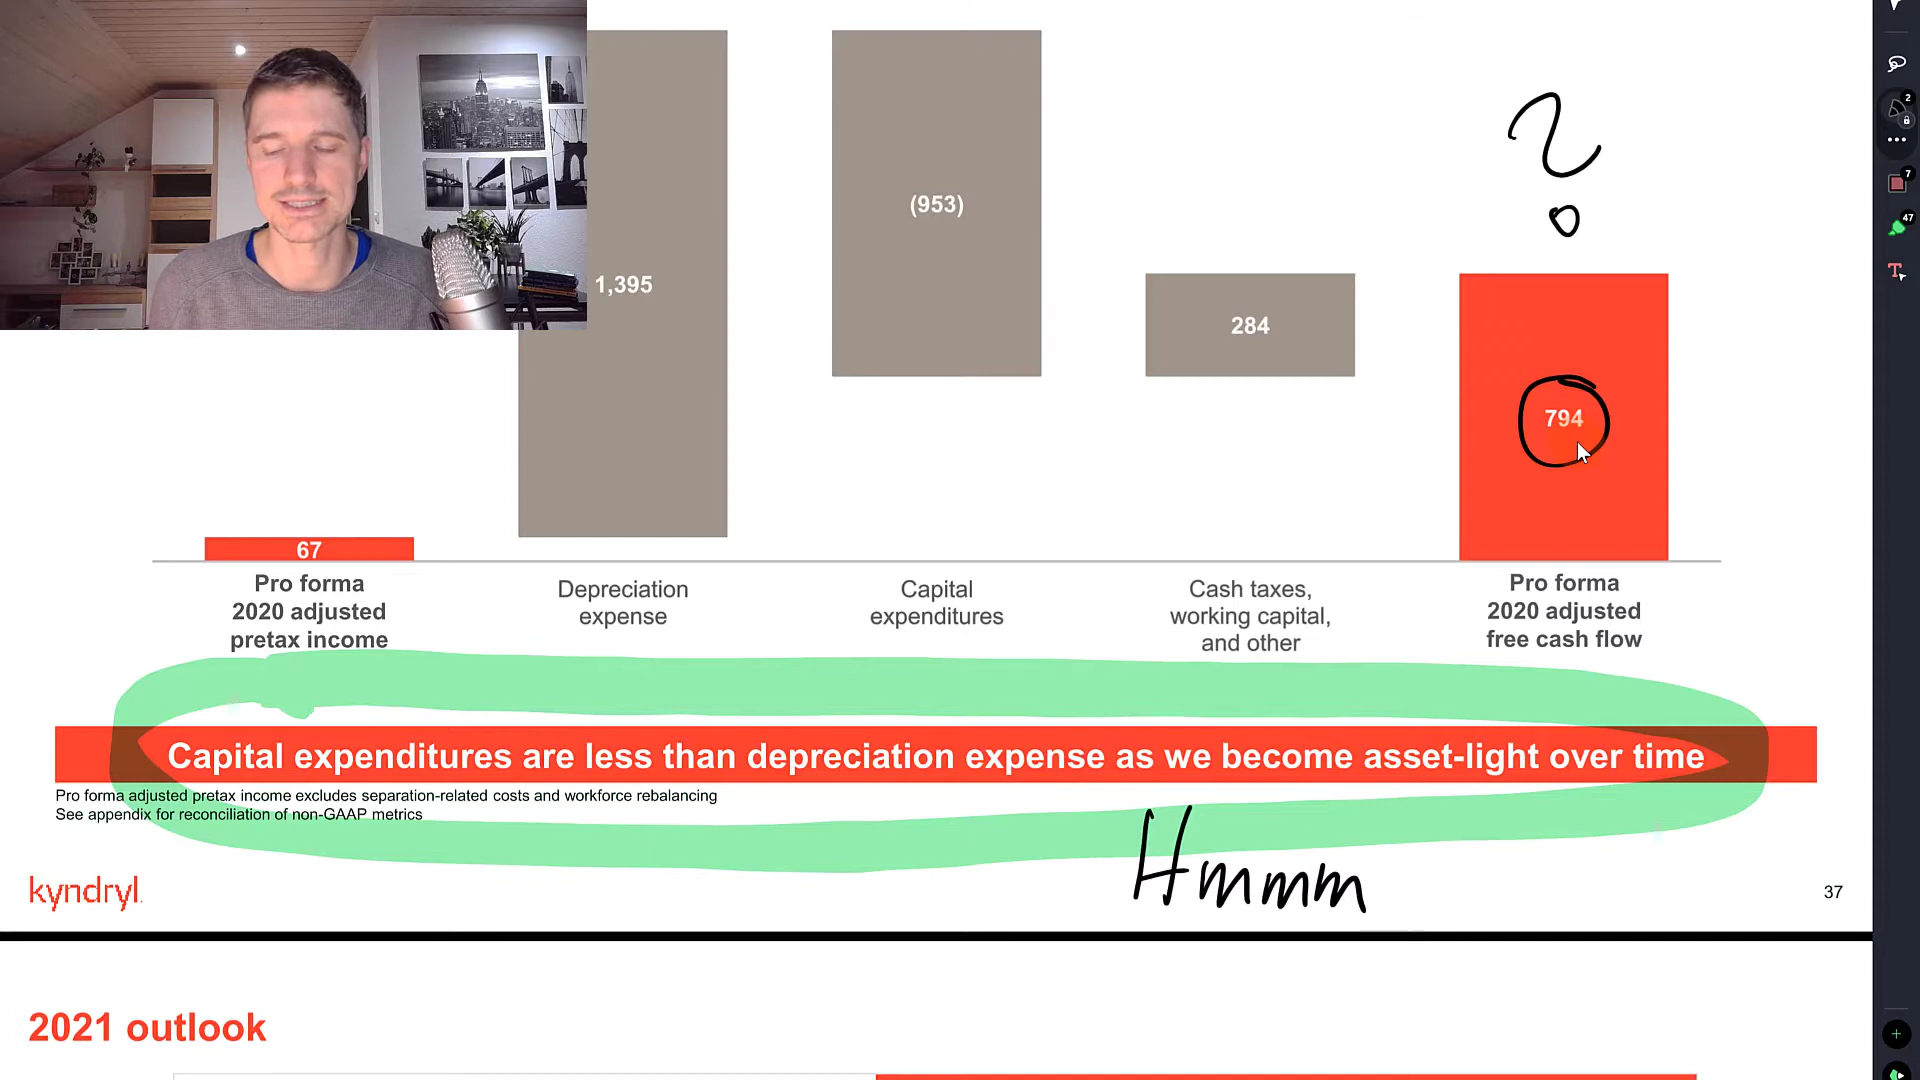 1,395
(953)
284
?
794
67
Pro forma
2020 adjusted
pretax income
Depreciation
expense
Capital
expenditures
Cash taxes,
working capital,
and other
Pro forma
2020 adjusted
free cash flow
Capital expenditures are less than depreciation expense as we become asset-light over time
Pro forma adjusted pretax income excludes separation-related costs and workforce rebalancing
See appendix for reconciliation of non-GAAP metrics
Hmmm
kyndryl.
37
2021 outlook
2
7
47
T